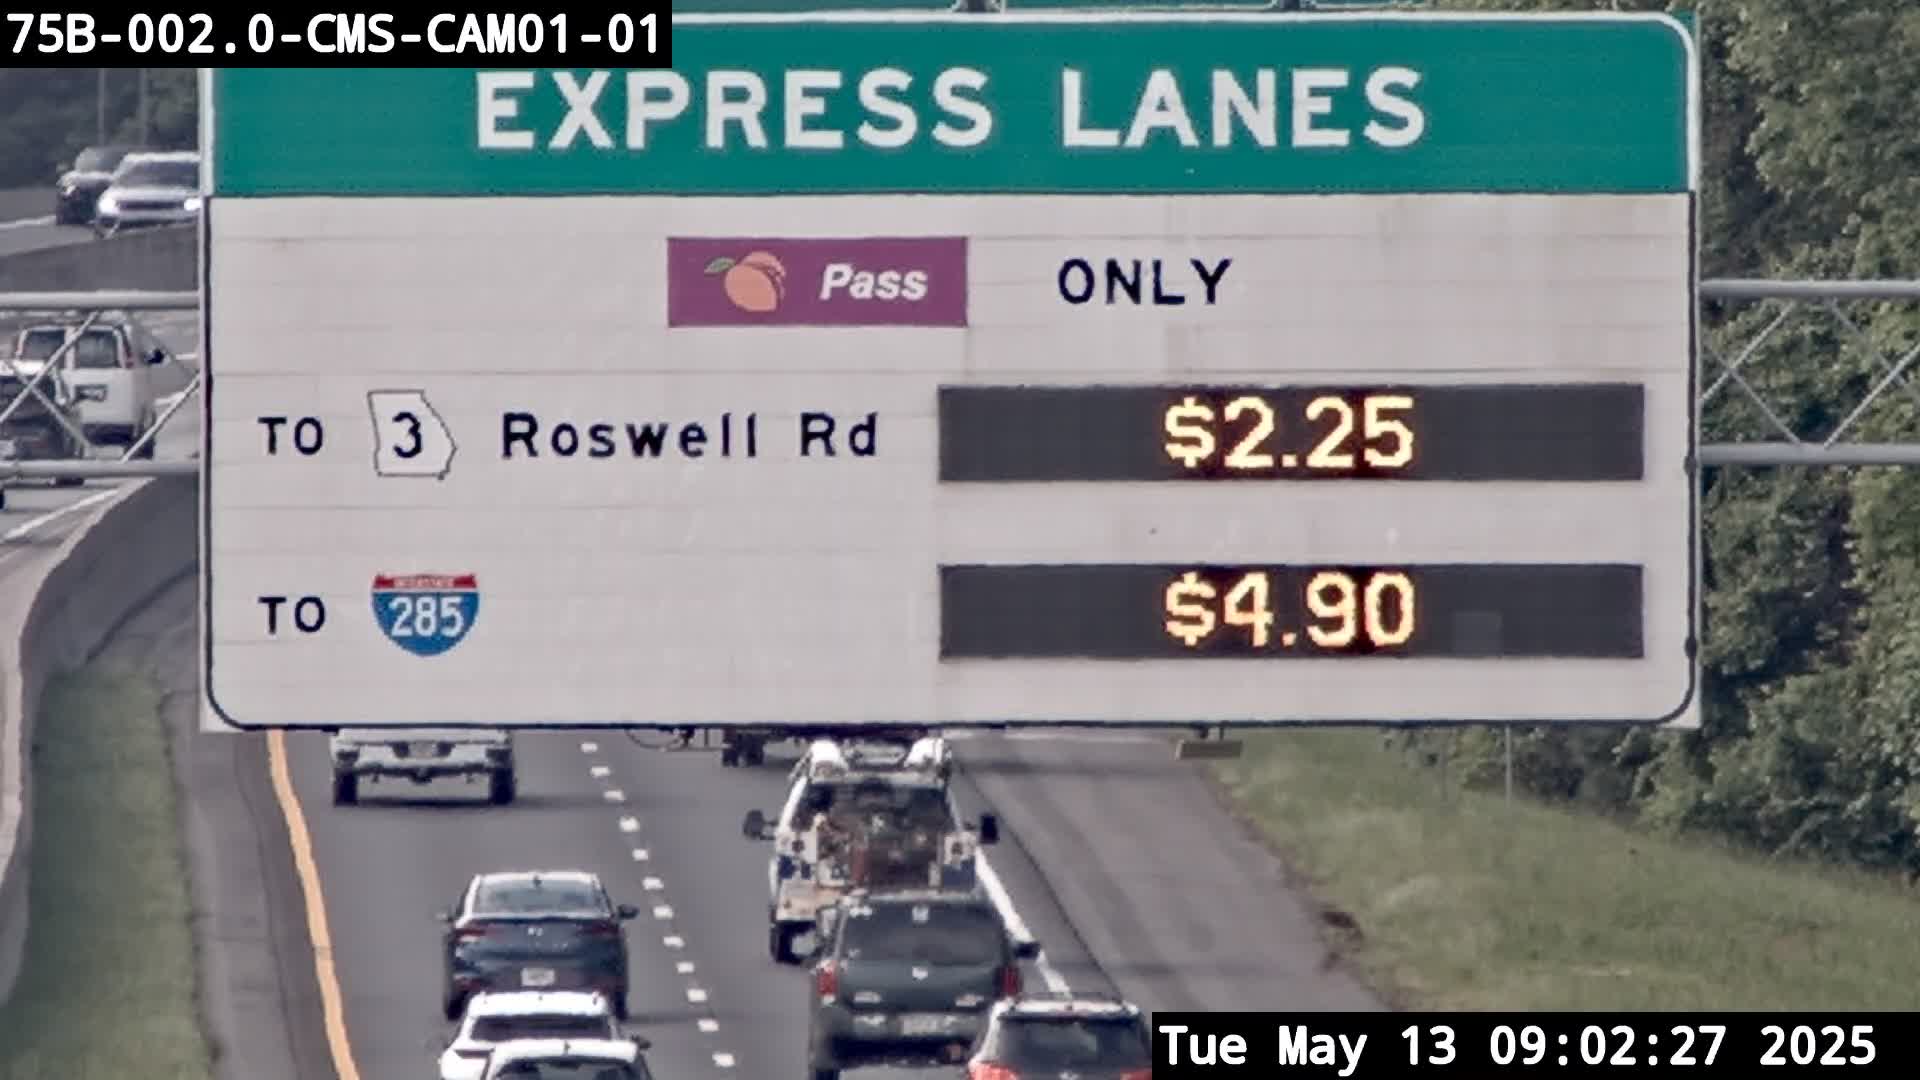 75B-002.0-CMS-CAM01-01
EXPRESS LANES
Pass ONLY
TO 3 Roswell Rd $2.25
TO INTERSTATE 285 $4.90
Tue May 13 09:02:27 2025